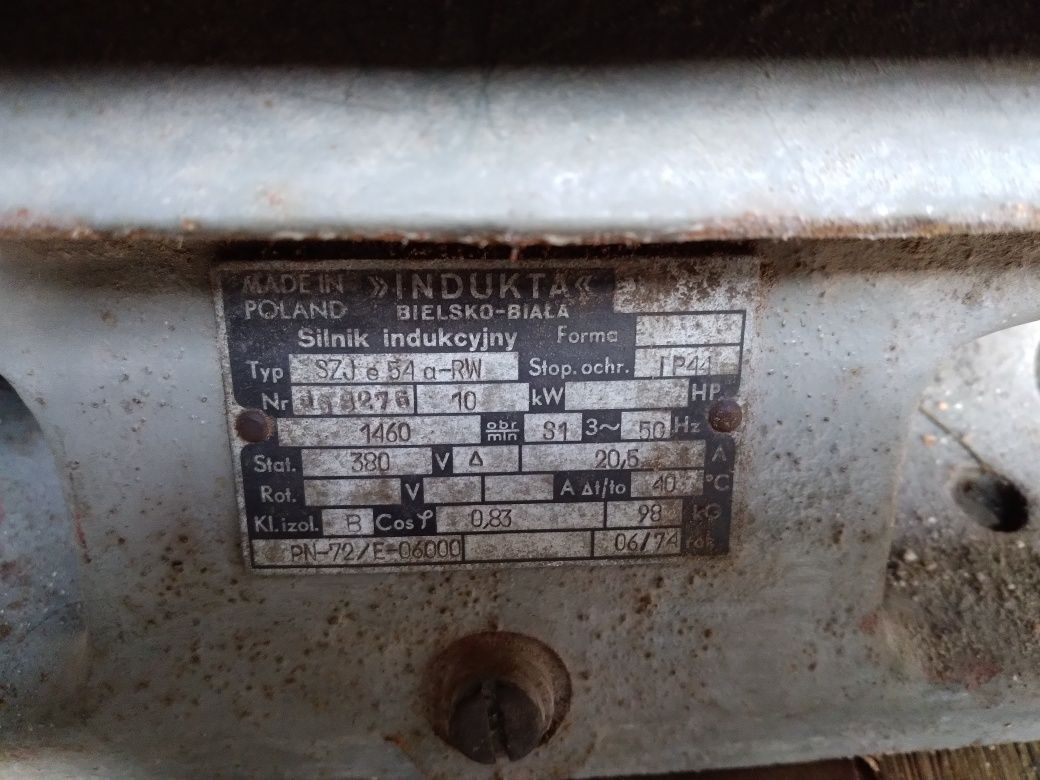 MADE IN »INDUKTA«
POLAND BIELSKO-BIAŁA
Silnik indukcyjny Forma
Typ SZJ e 54 a-RW Stop. ochr. IP44
Nr 10 kW HP
1460 obr/min S1 3~ 50 Hz
Stat. 380 V Δ 20,5 A
Rot. V A Δt/to 40 °C
Kl. izol. B Cos φ 0,83 98 kG
PN-72/E-06000 06/74 rok